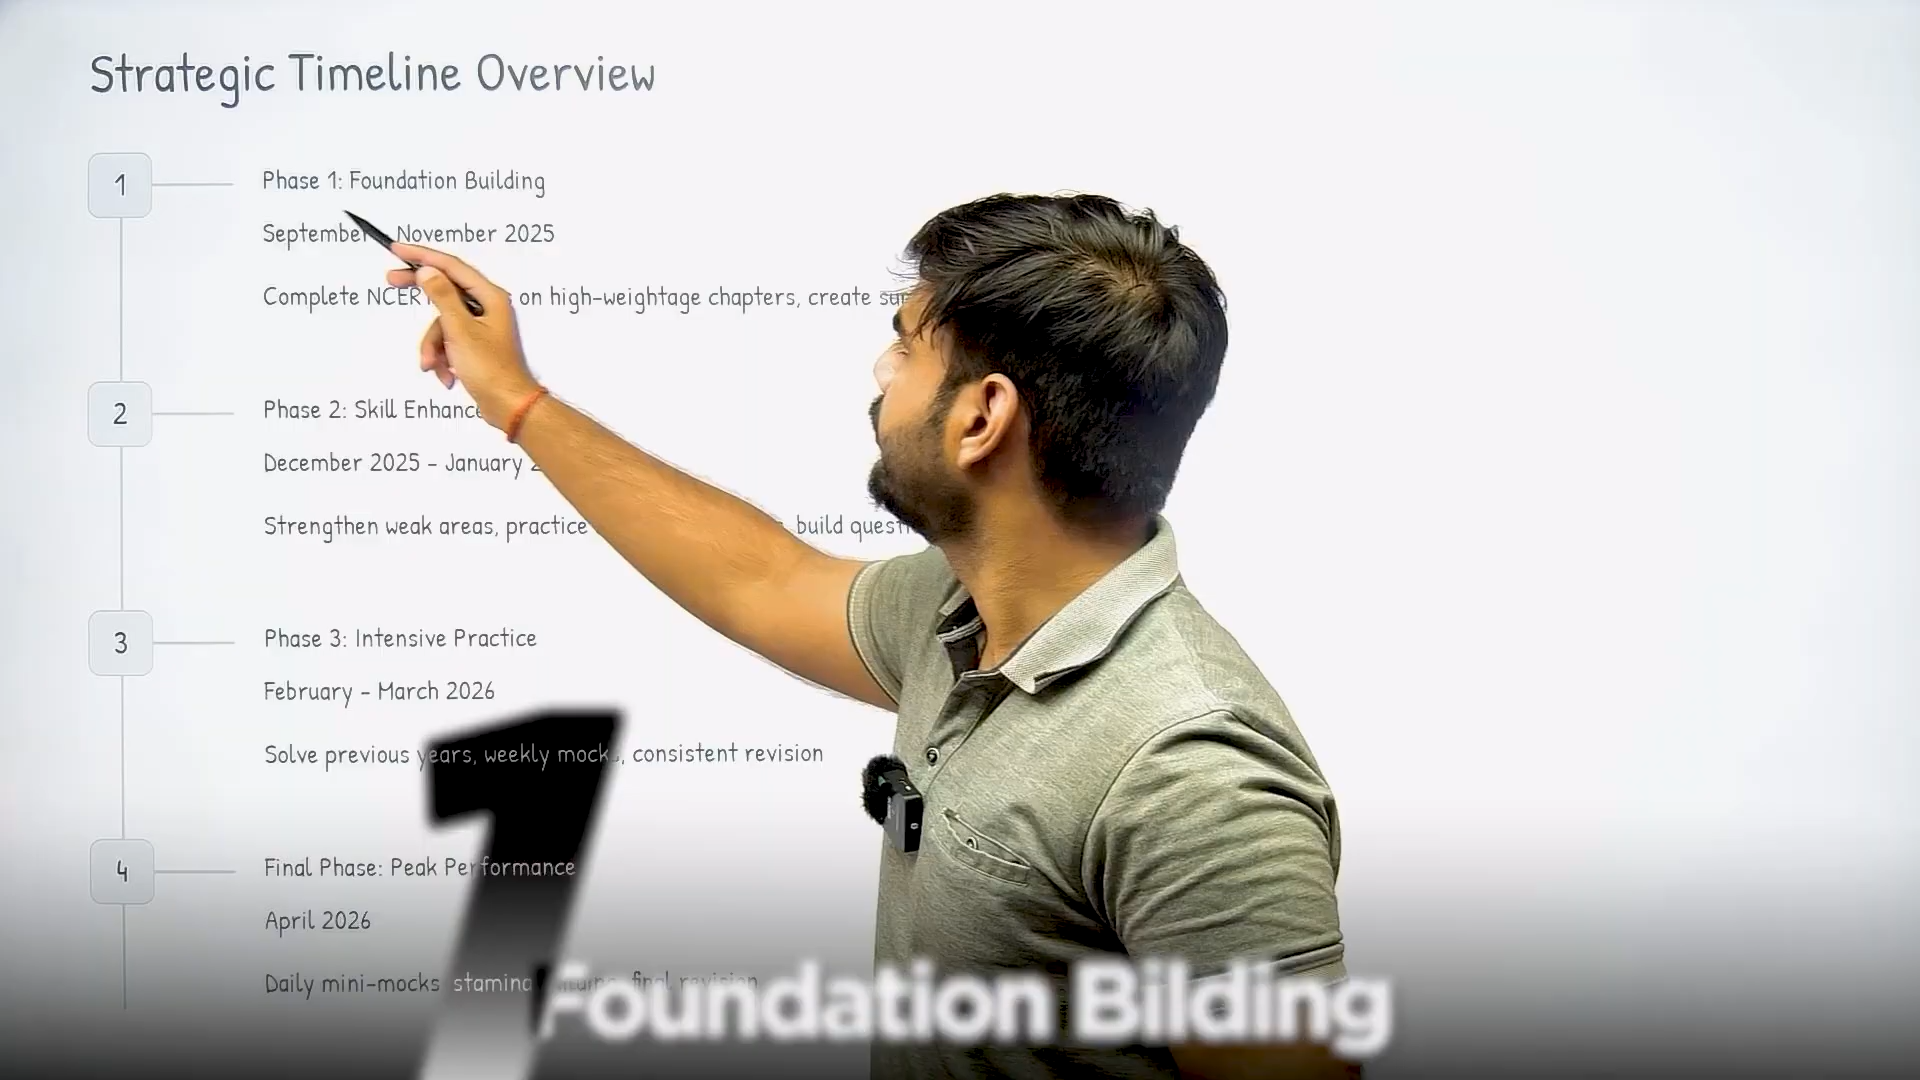 Strategic Timeline Overview
1
Phase 1: Foundation Building
September - November 2025
Complete NCERT on high-weightage chapters, create
2
Phase 2: Skill
December 2025 - January
Strengthen weak areas, practice build
3
Phase 3: Intensive Practice
February - March 2026
Solve previous years, weekly mocks, consistent revision
4
Final Phase: Peak Performance
April 2026
Daily mini-mocks stamina final revision
1
Foundation Bilding